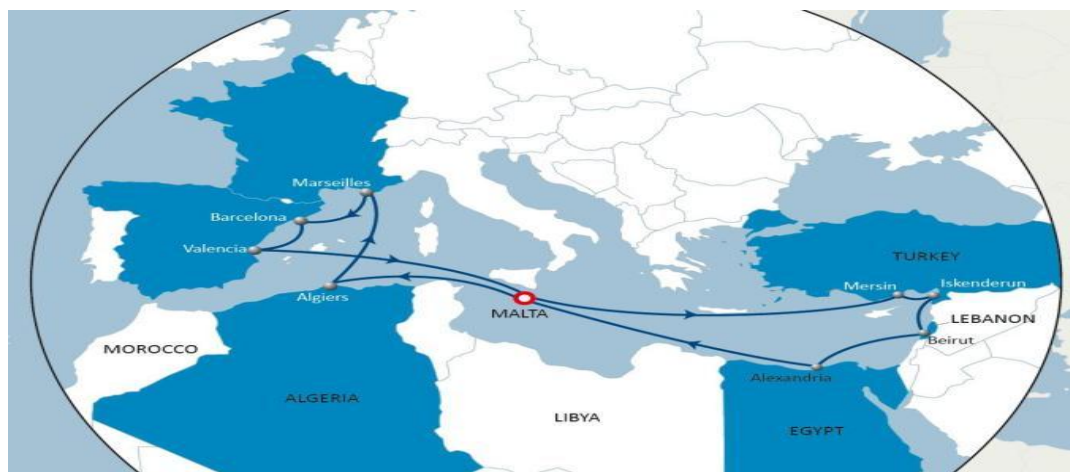 Marseilles
Barcelona
Valencia
Algiers
MALTA
TURKEY
Mersin
Iskenderun
LEBANON
Beirut
Alexandria
MOROCCO
ALGERIA
LIBYA
EGYPT